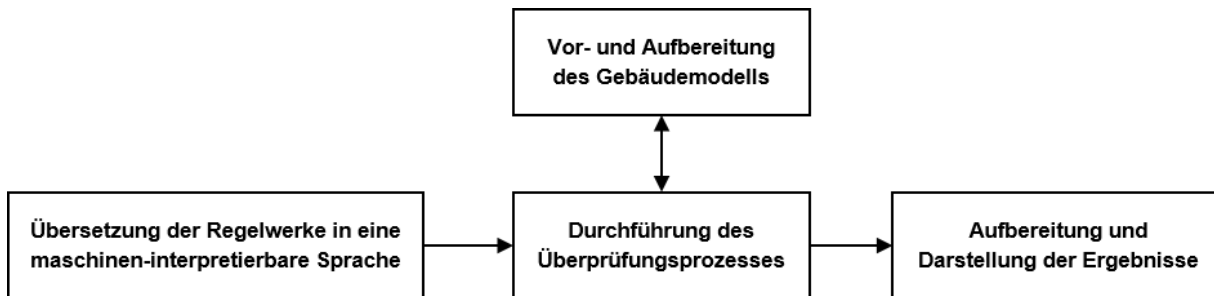 Vor- und Aufbereitung
des Gebäudemodells
Übersetzung der Regelwerke in eine
maschinen-interpretierbare Sprache
Durchführung des
Überprüfungsprozesses
Aufbereitung und
Darstellung der Ergebnisse